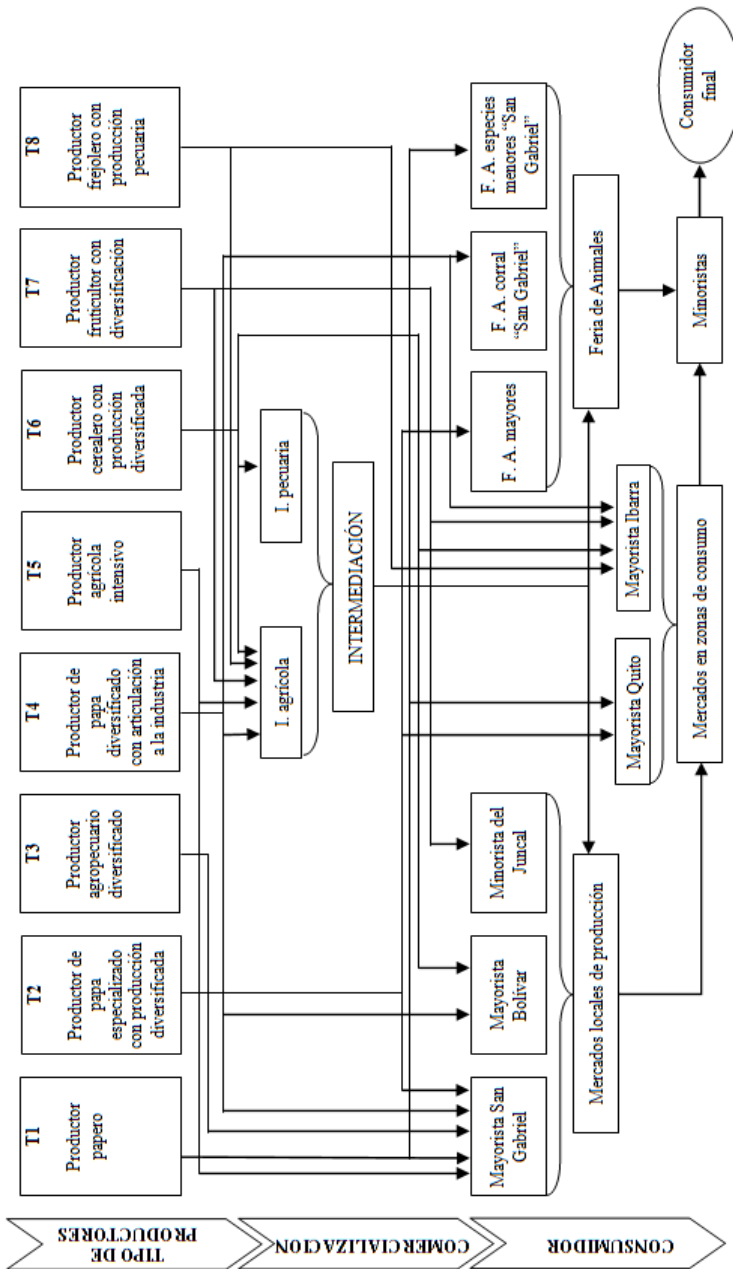 TIPO DE
PRODUCTORES
COMERCIALIZACION
CONSUMIDOR
T1
Productor
papero
T2
Productor de
papa
especializado
con producción
diversificada
T3
Productor
agropecuario
diversificado
T4
Productor de
papa
diversificado
con articulación
a la industria
T5
Productor
agrícola
intensivo
T6
Productor
cerealero con
producción
diversificada
T7
Productor
fruticultor con
diversificación
T8
Productor
frejolero con
producción
pecuaria
I. agrícola
I. pecuaria
INTERMEDIACIÓN
Mayorista San
Gabriel
Mayorista
Bolívar
Minorista del
Juncal
Mayorista Quito
Mayorista Ibarra
F. A. mayores
F. A. corral
“San Gabriel”
F. A. especies
menores “San
Gabriel”
Mercados locales de producción
Mercados en zonas de consumo
Feria de Animales
Minoristas
Consumidor
final